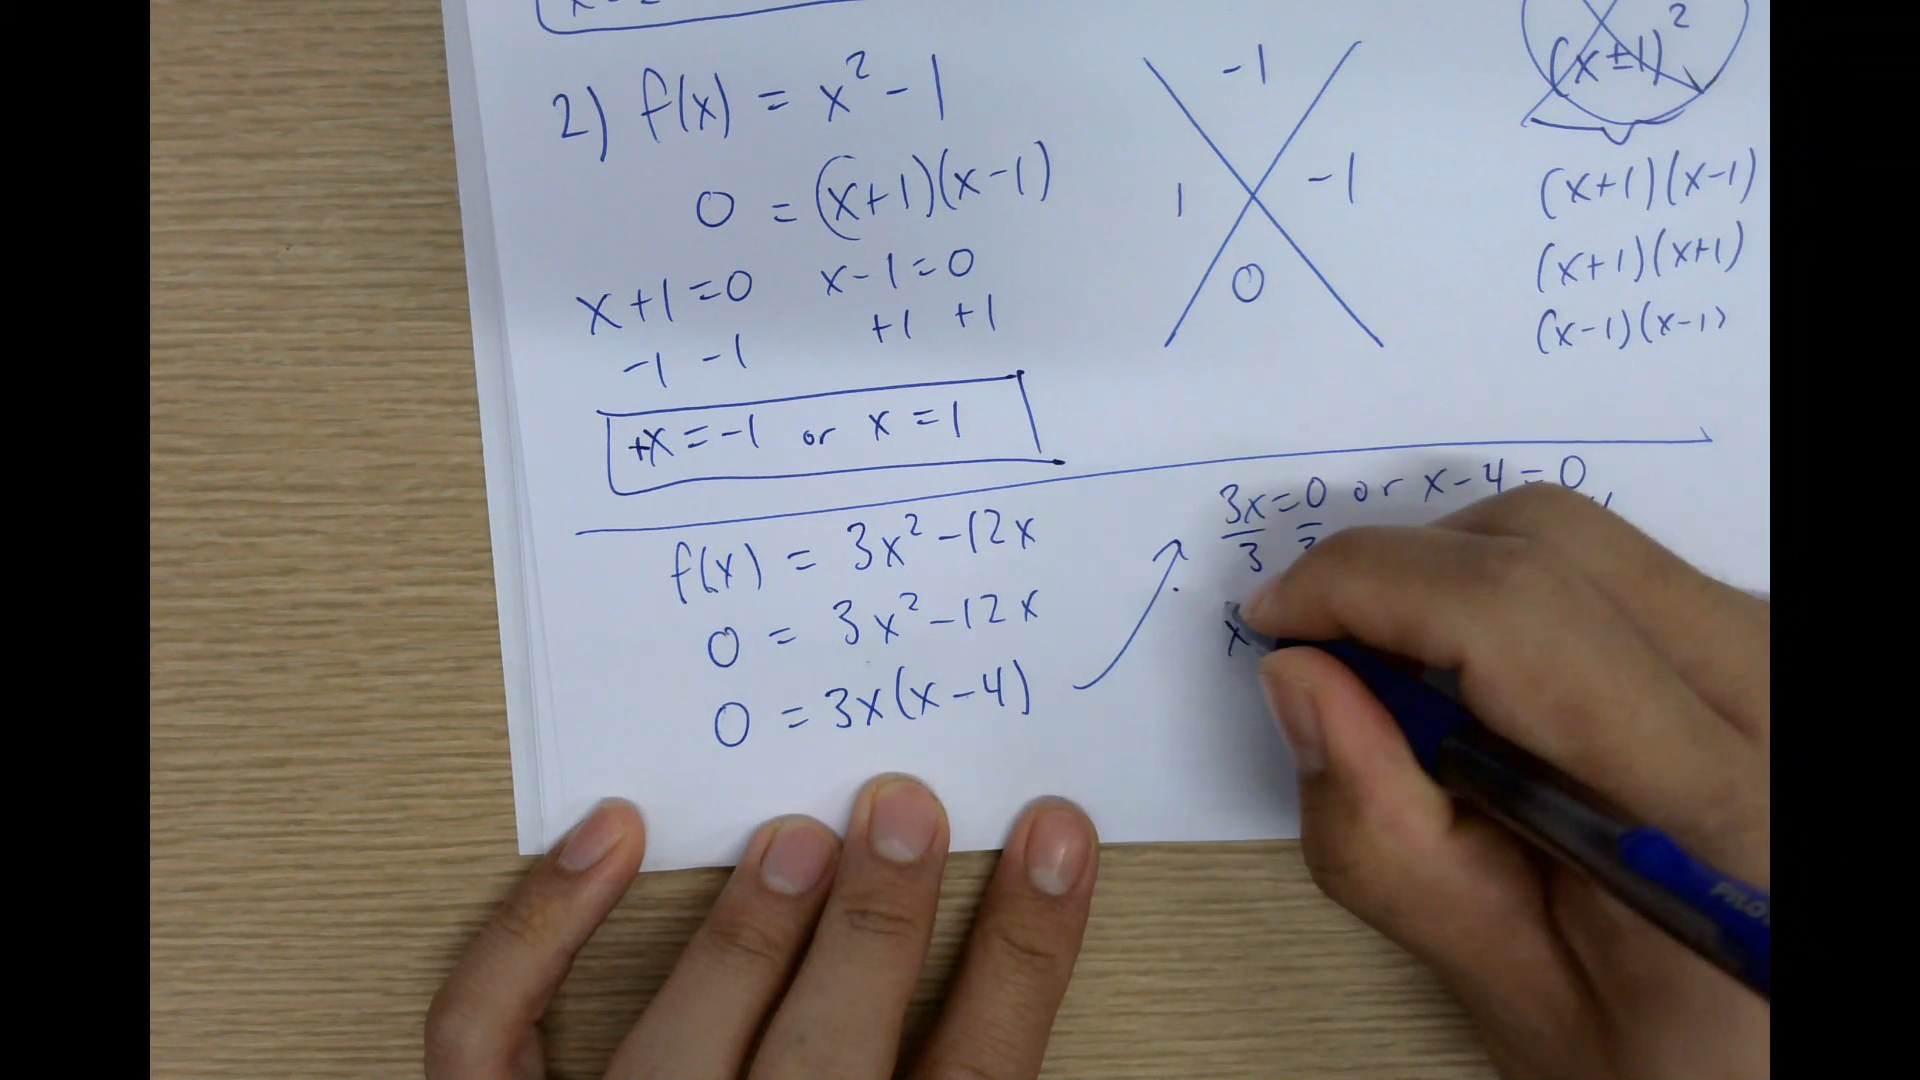 2) f(x) = x² - 1
0 = (x+1)(x-1)
x+1=0 x-1=0
-1 -1 +1 +1
+x = -1 or x = 1
-1
1 -1
0
(x±1)²
(x+1)(x-1)
(x+1)(x+1)
(x-1)(x-1)
f(x) = 3x² -12x
0 = 3x² -12x
0 = 3x(x-4)
3x=0 or x-4=0
3 3
x